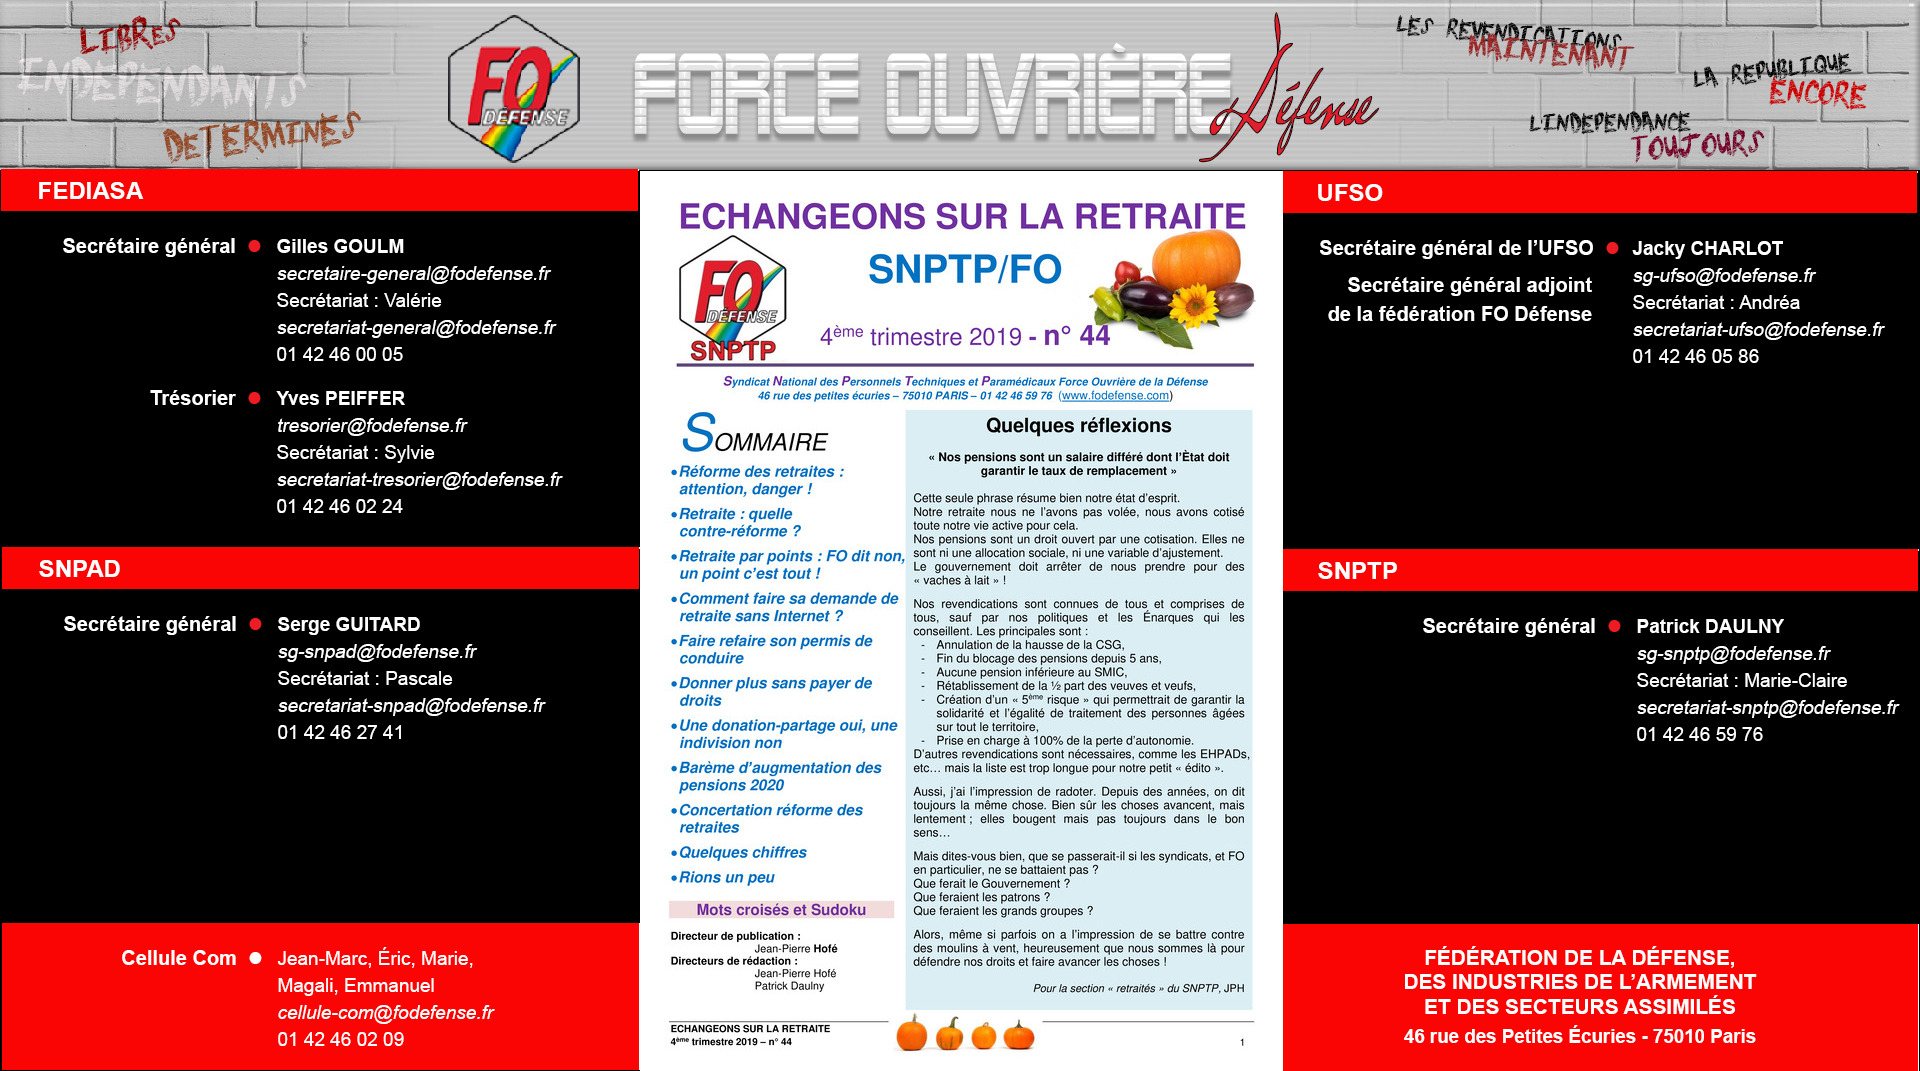 LIBRES
INDEPENDANTS
DETERMINES
FO
DÉFENSE
FORCE OUVRIÈRE
Défense
LES REVENDICATIONS
MAINTENANT
LA REPUBLIQUE
ENCORE
L'INDEPENDANCE
TOUJOURS
FEDIASA
Secrétaire général • Gilles GOULM
secretaire-general@fodefense.fr
Secrétariat : Valérie
secretariat-general@fodefense.fr
01 42 46 00 05
Trésorier • Yves PEIFFER
tresorier@fodefense.fr
Secrétariat : Sylvie
secretariat-tresorier@fodefense.fr
01 42 46 02 24
SNPAD
Secrétaire général • Serge GUITARD
sg-snpad@fodefense.fr
Secrétariat : Pascale
secretariat-snpad@fodefense.fr
01 42 46 27 41
Cellule Com • Jean-Marc, Éric, Marie,
Magali, Emmanuel
cellule-com@fodefense.fr
01 42 46 02 09
ECHANGEONS SUR LA RETRAITE
FO
DÉFENSE
SNPTP
SNPTP/FO
4ème trimestre 2019 - n° 44
Syndicat National des Personnels Techniques et Paramédicaux Force Ouvrière de la Défense
46 rue des petites écuries – 75010 PARIS – 01 42 46 59 76 (www.fodefense.com)
SOMMAIRE
•Réforme des retraites :
attention, danger !
•Retraite : quelle
contre-réforme ?
•Retraite par points : FO dit non,
un point c'est tout !
•Comment faire sa demande de
retraite sans Internet ?
•Faire refaire son permis de
conduire
•Donner plus sans payer de
droits
•Une donation-partage oui, une
indivision non
•Barème d'augmentation des
pensions 2020
•Concertation réforme des
retraites
•Quelques chiffres
•Rions un peu
Mots croisés et Sudoku
Directeur de publication :
Jean-Pierre Hofé
Directeurs de rédaction :
Jean-Pierre Hofé
Patrick Daulny
Quelques réflexions
« Nos pensions sont un salaire différé dont l'Ètat doit
garantir le taux de remplacement »
Cette seule phrase résume bien notre état d'esprit.
Notre retraite nous ne l'avons pas volée, nous avons cotisé
toute notre vie active pour cela.
Nos pensions sont un droit ouvert par une cotisation. Elles ne
sont ni une allocation sociale, ni une variable d'ajustement.
Le gouvernement doit arrêter de nous prendre pour des
« vaches à lait » !
Nos revendications sont connues de tous et comprises de
tous, sauf par nos politiques et les Énarques qui les
conseillent. Les principales sont :
- Annulation de la hausse de la CSG,
- Fin du blocage des pensions depuis 5 ans,
- Aucune pension inférieure au SMIC,
- Rétablissement de la ½ part des veuves et veufs,
- Création d'un « 5ème risque » qui permettrait de garantir la
solidarité et l'égalité de traitement des personnes âgées
sur tout le territoire,
- Prise en charge à 100% de la perte d'autonomie.
D'autres revendications sont nécessaires, comme les EHPADs,
etc… mais la liste est trop longue pour notre petit « édito ».
Aussi, j'ai l'impression de radoter. Depuis des années, on dit
toujours la même chose. Bien sûr les choses avancent, mais
lentement ; elles bougent mais pas toujours dans le bon
sens…
Mais dites-vous bien, que se passerait-il si les syndicats, et FO
en particulier, ne se battaient pas ?
Que ferait le Gouvernement ?
Que feraient les patrons ?
Que feraient les grands groupes ?
Alors, même si parfois on a l'impression de se battre contre
des moulins à vent, heureusement que nous sommes là pour
défendre nos droits et faire avancer les choses !
Pour la section « retraités » du SNPTP, JPH
ECHANGEONS SUR LA RETRAITE
4ème trimestre 2019 – n° 44
1
UFSO
Secrétaire général de l'UFSO • Jacky CHARLOT
sg-ufso@fodefense.fr
Secrétaire général adjoint
de la fédération FO Défense
Secrétariat : Andréa
secretariat-ufso@fodefense.fr
01 42 46 05 86
SNPTP
Secrétaire général • Patrick DAULNY
sg-snptp@fodefense.fr
Secrétariat : Marie-Claire
secretariat-snptp@fodefense.fr
01 42 46 59 76
FÉDÉRATION DE LA DÉFENSE,
DES INDUSTRIES DE L'ARMEMENT
ET DES SECTEURS ASSIMILÉS
46 rue des Petites Écuries - 75010 Paris